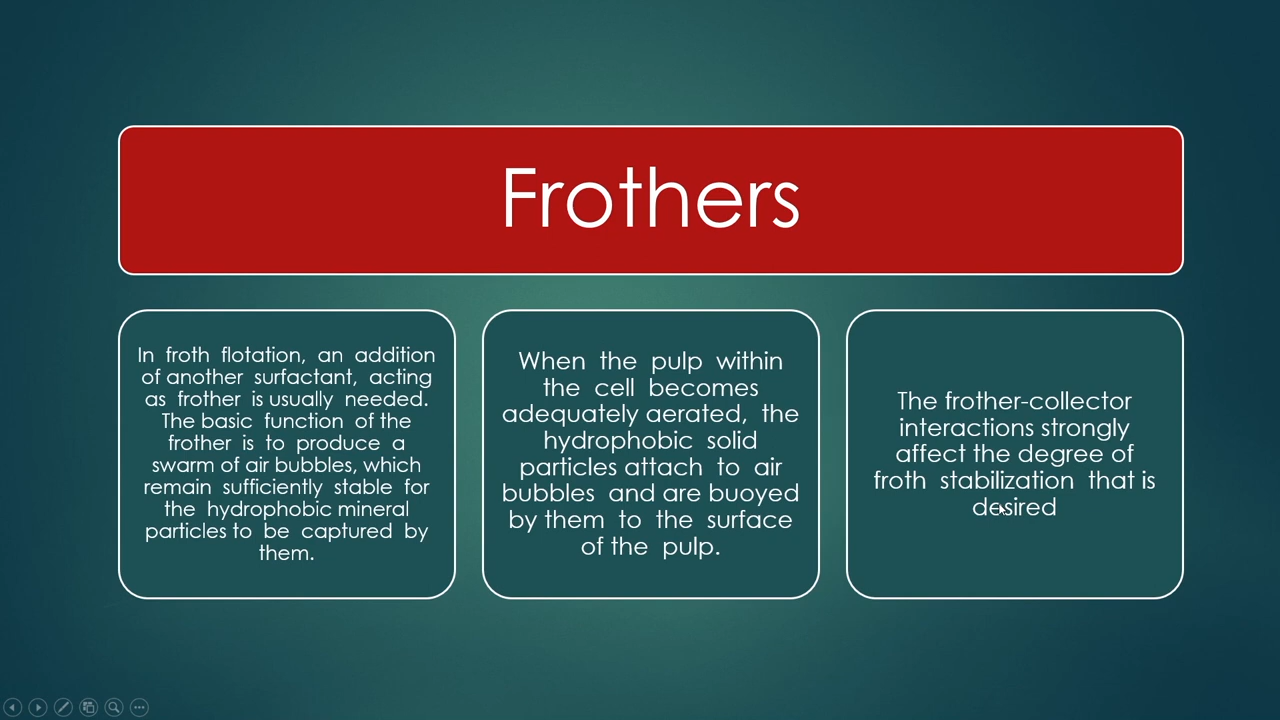 Frothers
In froth flotation, an addition
of another surfactant, acting
as frother is usually needed.
The basic function of the
frother is to produce a
swarm of air bubbles, which
remain sufficiently stable for
the hydrophobic mineral
particles to be captured by
them.
When the pulp within
the cell becomes
adequately aerated, the
hydrophobic solid
particles attach to air
bubbles and are buoyed
by them to the surface
of the pulp.
The frother-collector
interactions strongly
affect the degree of
froth stabilization that is
desired